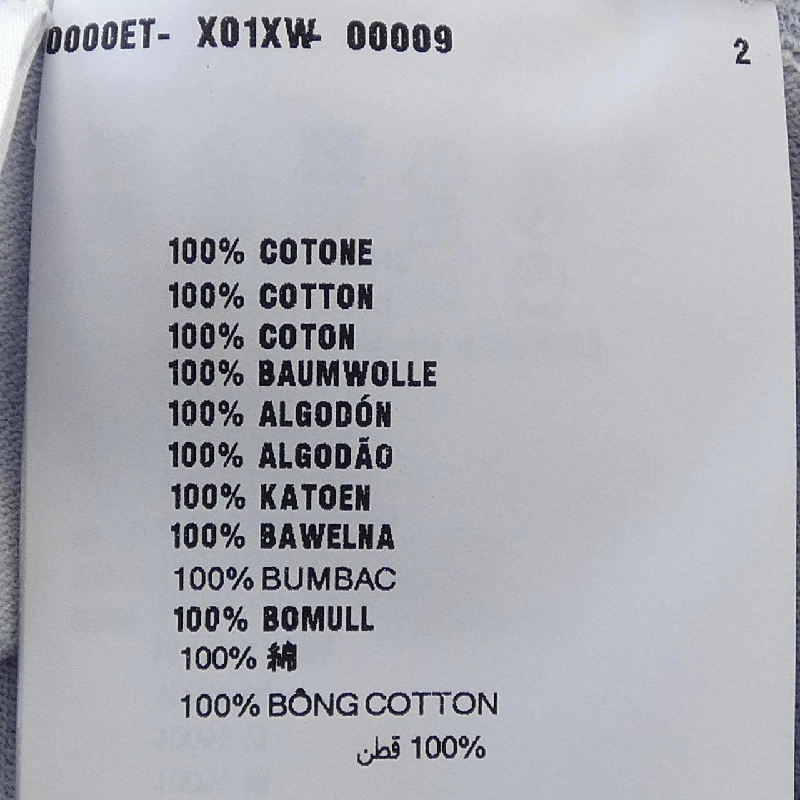 0000ET- X01XW- 00009
2
100% COTONE
100% COTTON
100% COTON
100% BAUMWOLLE
100% ALGODÓN
100% ALGODÃO
100% KATOEN
100% BAWELNA
100% BUMBAC
100% BOMULL
100% 綿
100% BÔNG COTTON
100% قطن